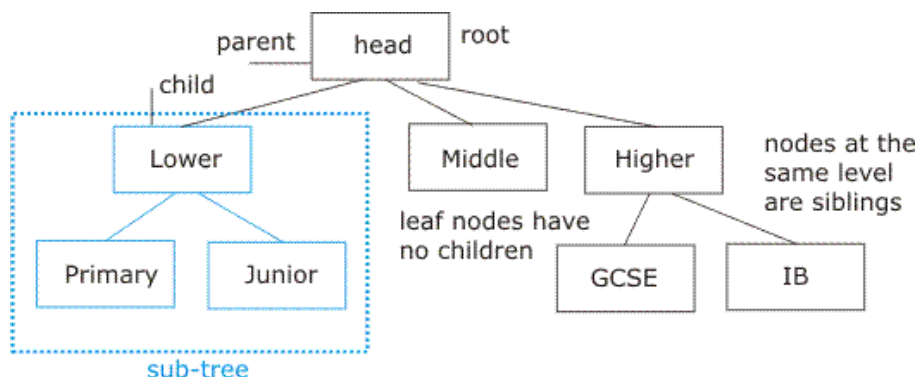 parent
head
root
child
Lower
Middle
Higher
nodes at the
same level
are siblings
leaf nodes have
no children
Primary
Junior
GCSE
IB
sub-tree